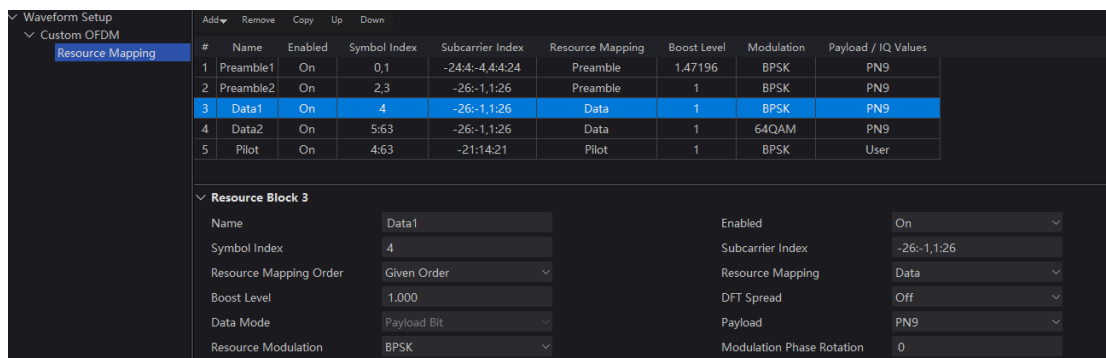 Waveform Setup
Custom OFDM
Resource Mapping
Add Remove Copy Up Down
# Name Enabled Symbol Index Subcarrier Index Resource Mapping Boost Level Modulation Payload / IQ Values
1 Preamble1 On 0,1 -24:4:-4,4:4:24 Preamble 1.47196 BPSK PN9
2 Preamble2 On 2,3 -26:-1,1:26 Preamble 1 BPSK PN9
3 Data1 On 4 -26:-1,1:26 Data 1 BPSK PN9
4 Data2 On 5:63 -26:-1,1:26 Data 1 64QAM PN9
5 Pilot On 4:63 -21:14:21 Pilot 1 BPSK User
Resource Block 3
Name Data1 Enabled On
Symbol Index 4 Subcarrier Index -26:-1,1:26
Resource Mapping Order Given Order Resource Mapping Data
Boost Level 1.000 DFT Spread Off
Data Mode Payload Bit Payload PN9
Resource Modulation BPSK Modulation Phase Rotation 0